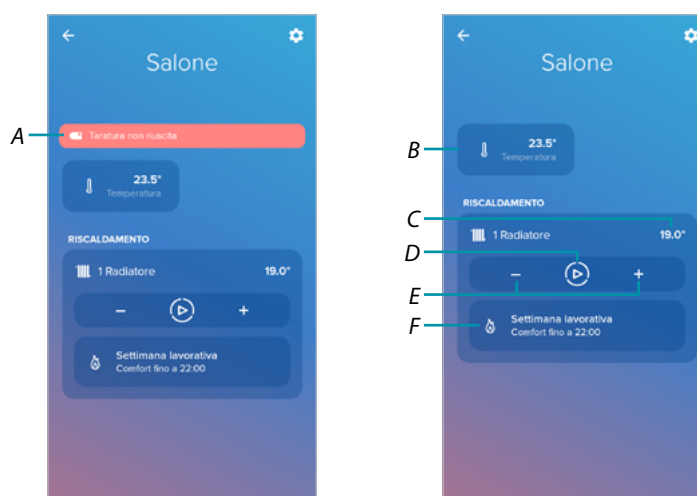 Salone
A
Taratura non riuscita
23.5°
Temperatura
RISCALDAMENTO
1 Radiatore 19.0°
− +
Settimana lavorativa
Comfort fino a 22:00
Salone
B
23.5°
Temperatura
RISCALDAMENTO
C
1 Radiatore 19.0°
D
− +
E
F
Settimana lavorativa
Comfort fino a 22:00